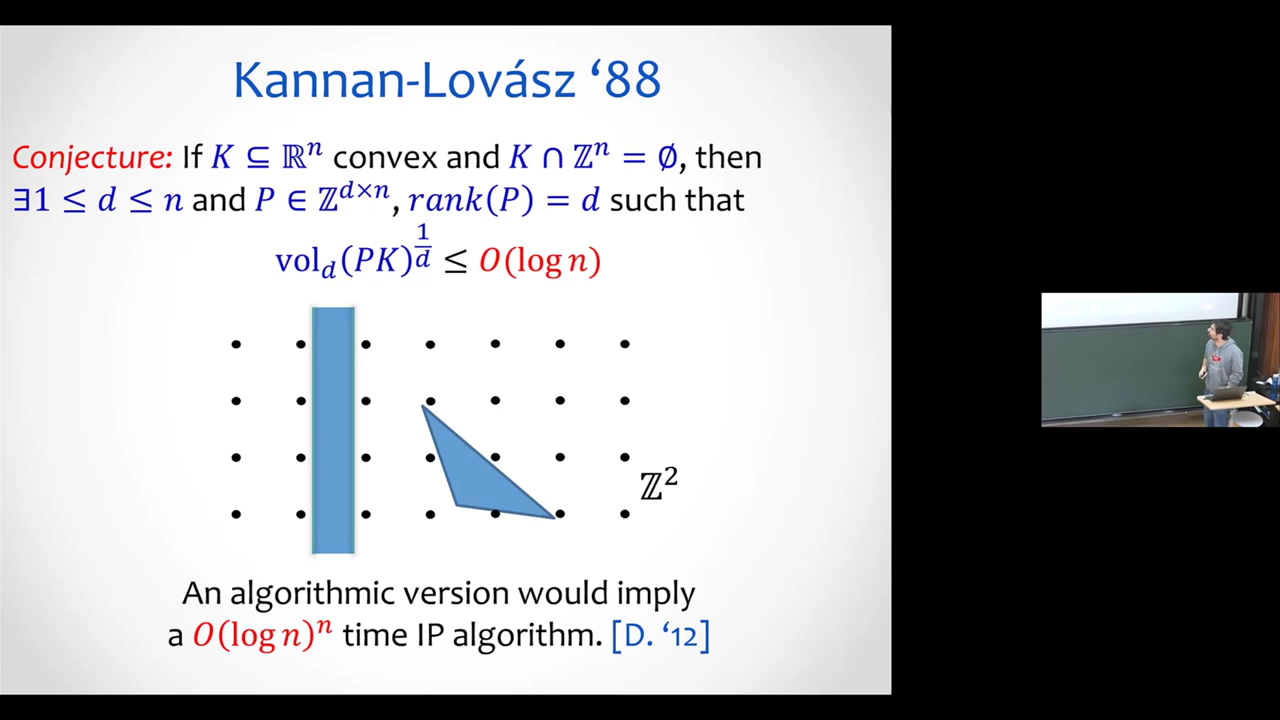 Kannan-Lovász ‘88
Conjecture: If K ⊆ ℝⁿ convex and K ∩ ℤⁿ = ∅, then
∃1 ≤ d ≤ n and P ∈ ℤ^{d×n}, rank(P) = d such that
vol_d(PK)^{1/d} ≤ O(log n)
ℤ²
An algorithmic version would imply
a O(log n)ⁿ time IP algorithm. [D. ‘12]